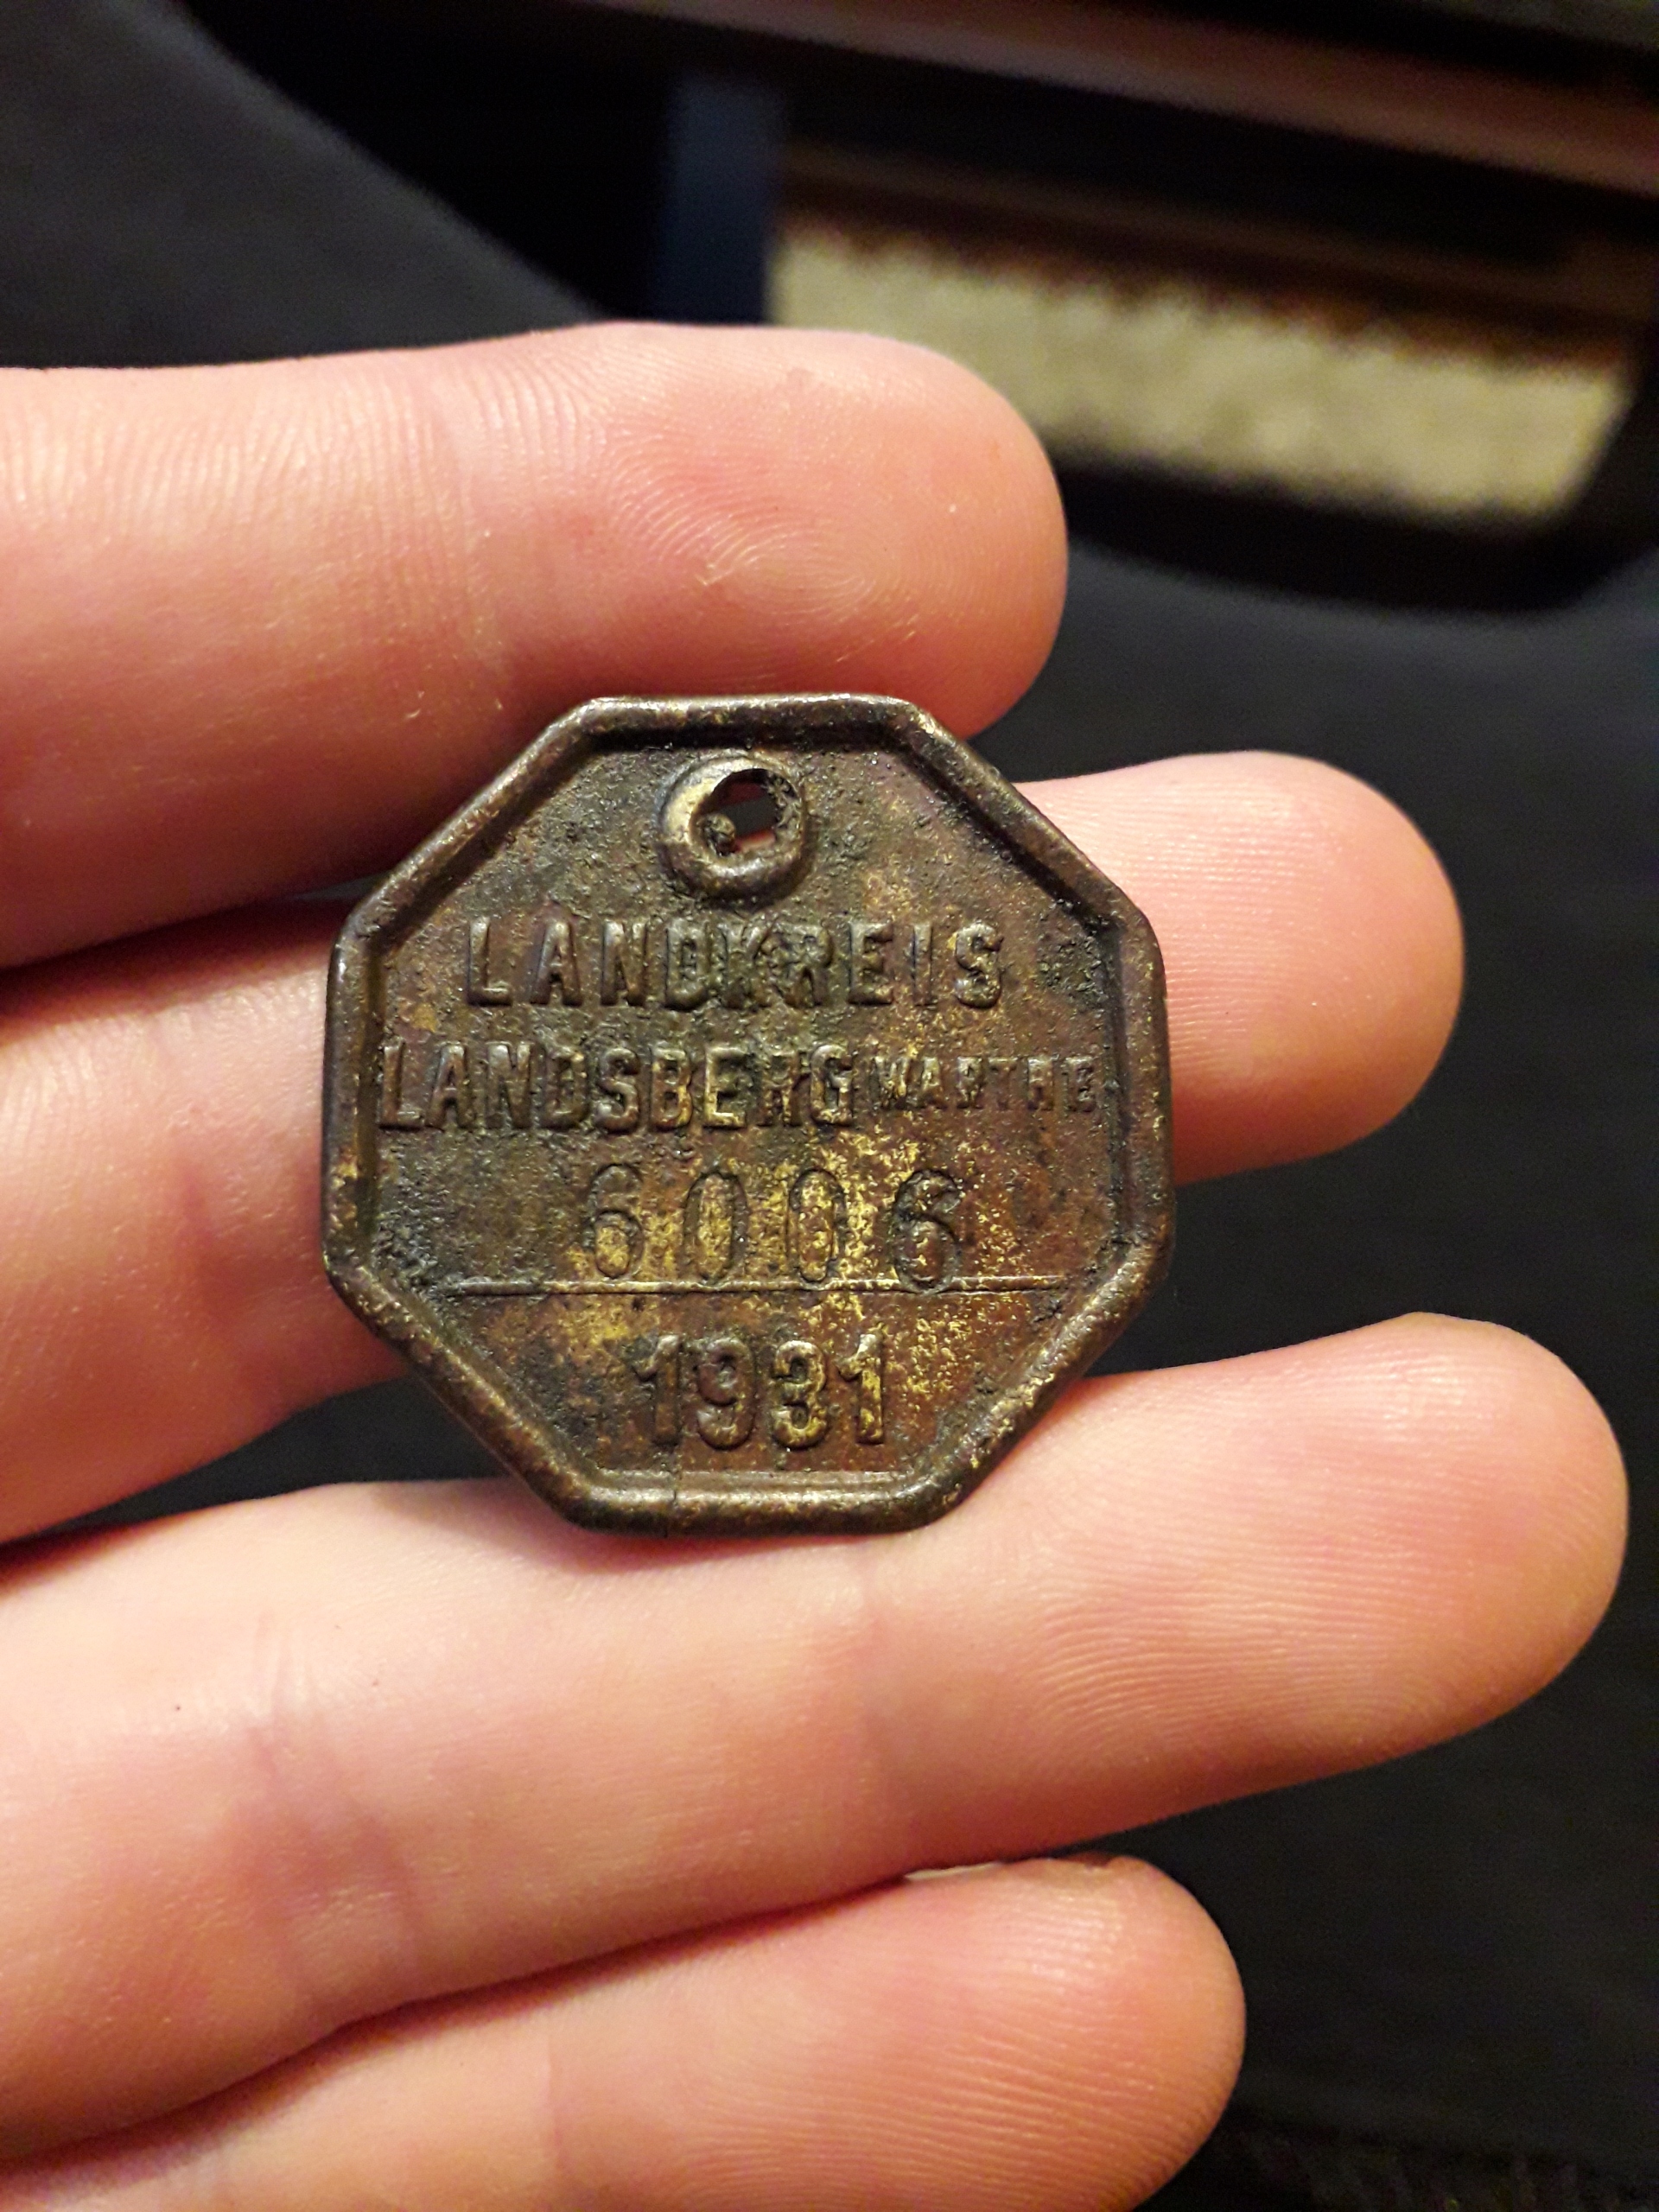 LANDKREIS
LANDSBERG WARTHE
6006
1931